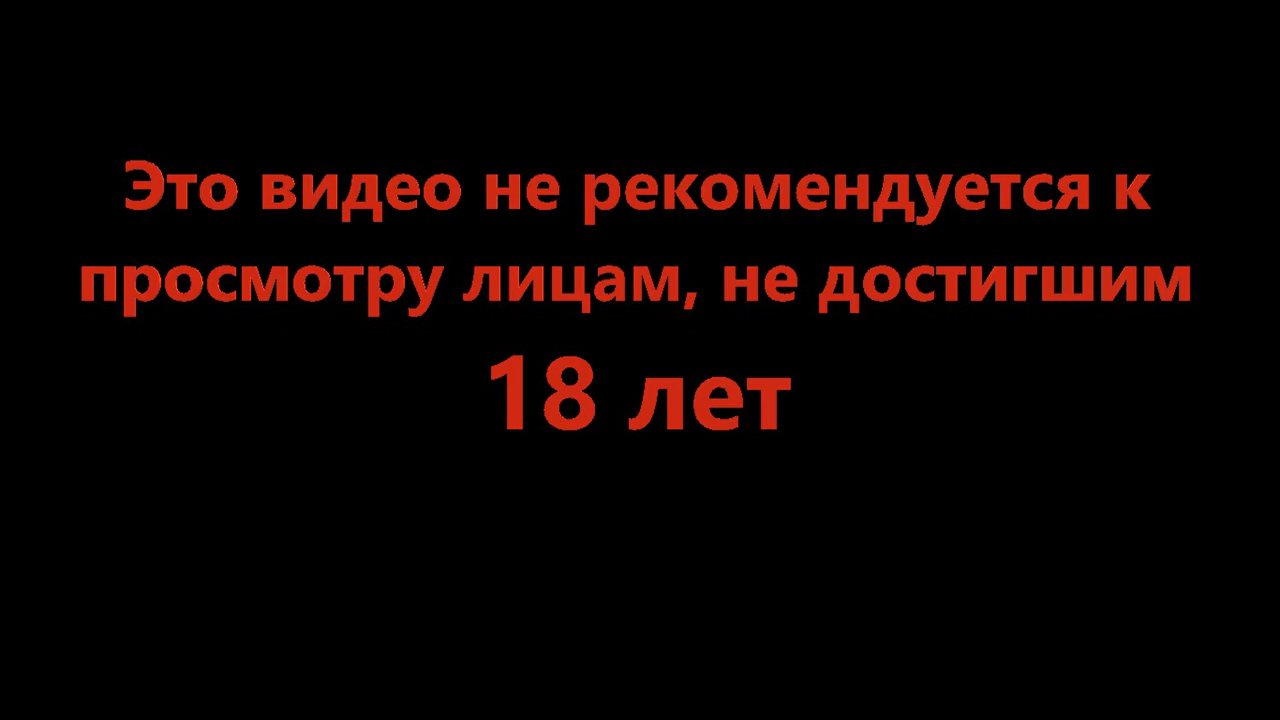 Это видео не рекомендуется к
просмотру лицам, не достигшим
18 лет